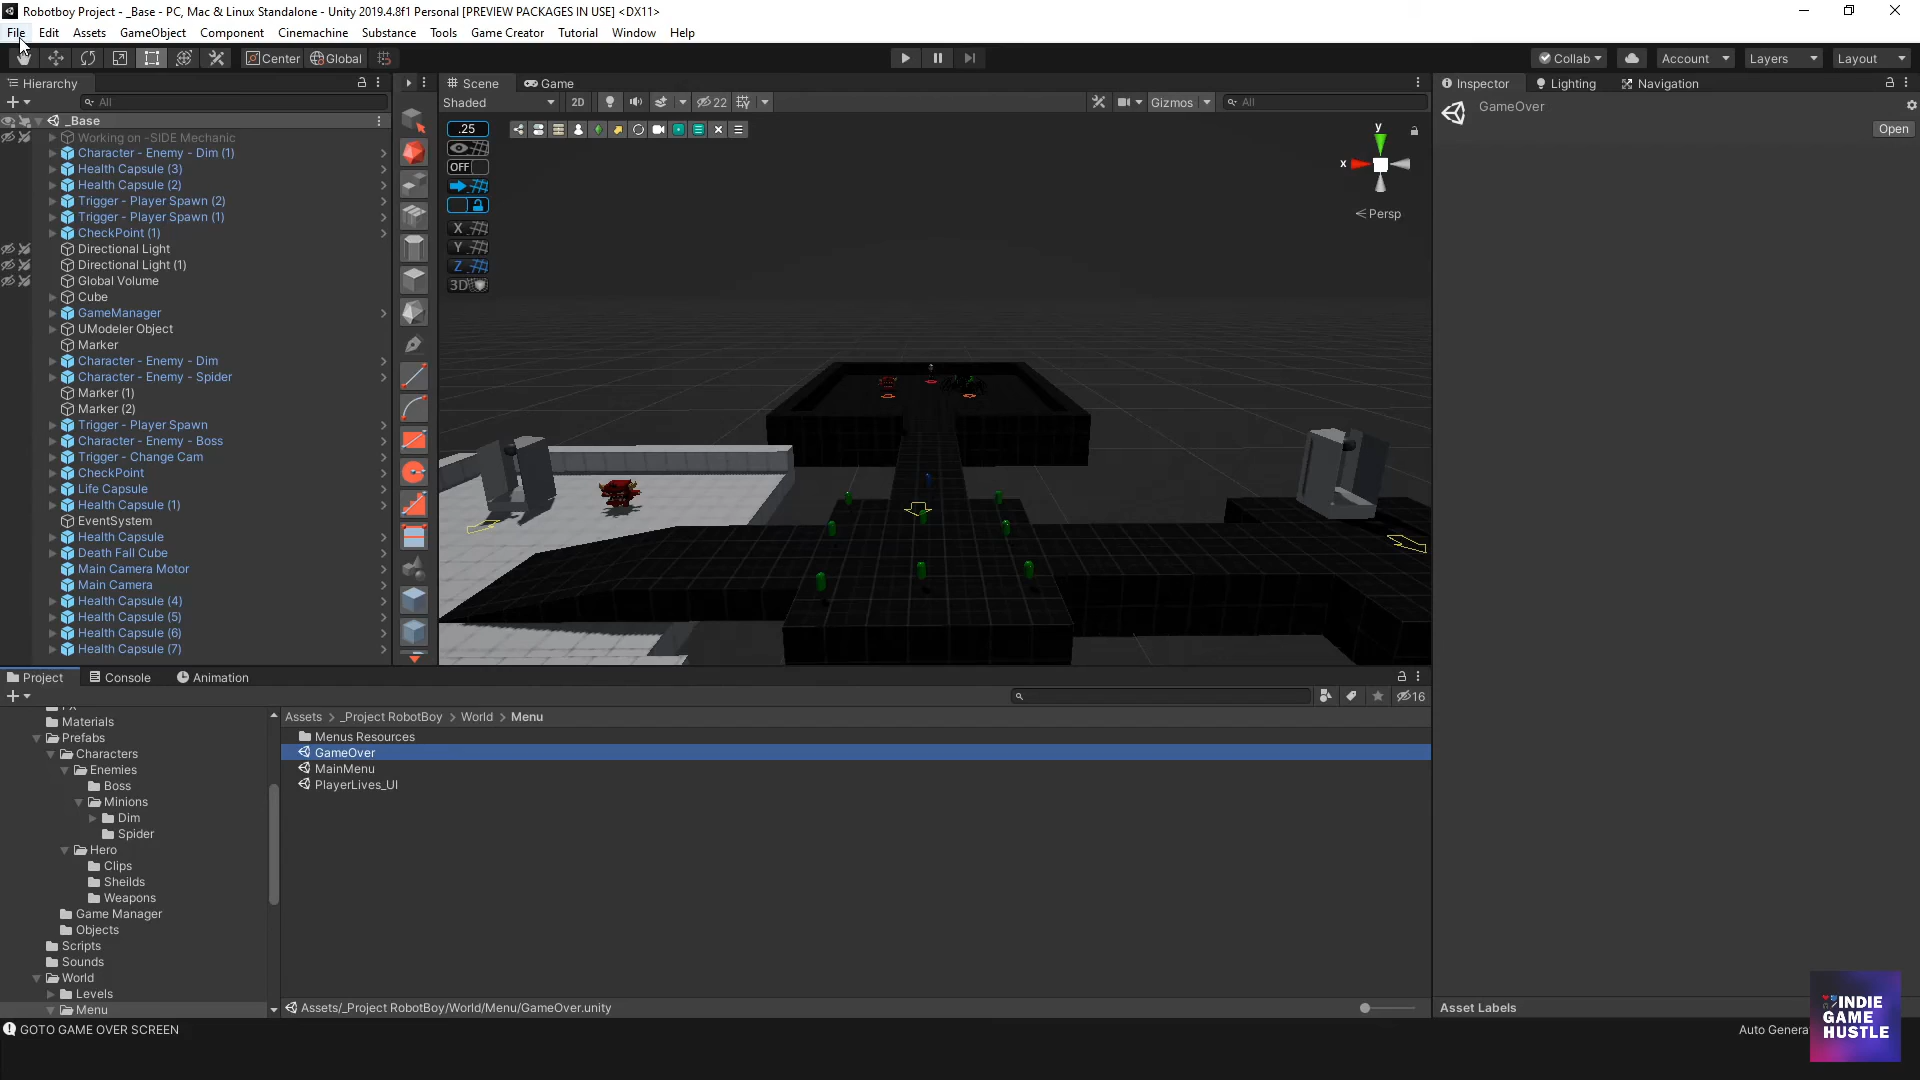 Robotboy Project - _Base - PC, Mac & Linux Standalone - Unity 2019.4.8f1 Personal [PREVIEW PACKAGES IN USE] <DX11>
File Edit Assets GameObject Component Cinemachine Substance Tools Game Creator Tutorial Window Help
Center Global Collab Account Layers Layout
Hierarchy
All
_Base
Working on -SIDE Mechanic
Character - Enemy - Dim (1)
Health Capsule (3)
Health Capsule (2)
Trigger - Player Spawn (2)
Trigger - Player Spawn (1)
CheckPoint (1)
Directional Light
Directional Light (1)
Global Volume
Cube
GameManager
UModeler Object
Marker
Character - Enemy - Dim
Character - Enemy - Spider
Marker (1)
Marker (2)
Trigger - Player Spawn
Character - Enemy - Boss
Trigger - Change Cam
CheckPoint
Life Capsule
Health Capsule (1)
EventSystem
Health Capsule
Death Fall Cube
Main Camera Motor
Main Camera
Health Capsule (4)
Health Capsule (5)
Health Capsule (6)
Health Capsule (7)
Scene Game
Shaded 2D 22 Gizmos All
.25
OFF
X
Y
Z
3D
y
x
Persp
Inspector Lighting Navigation
GameOver
Open
Project Console Animation
16
Materials
Prefabs
Characters
Enemies
Boss
Minions
Dim
Spider
Hero
Clips
Sheilds
Weapons
Game Manager
Objects
Scripts
Sounds
World
Levels
Menu
Assets > _Project RobotBoy > World > Menu
Menus Resources
GameOver
MainMenu
PlayerLives_UI
Assets/_Project RobotBoy/World/Menu/GameOver.unity
Asset Labels
GOTO GAME OVER SCREEN
Auto Genera
INDIE
GAME
HUSTLE